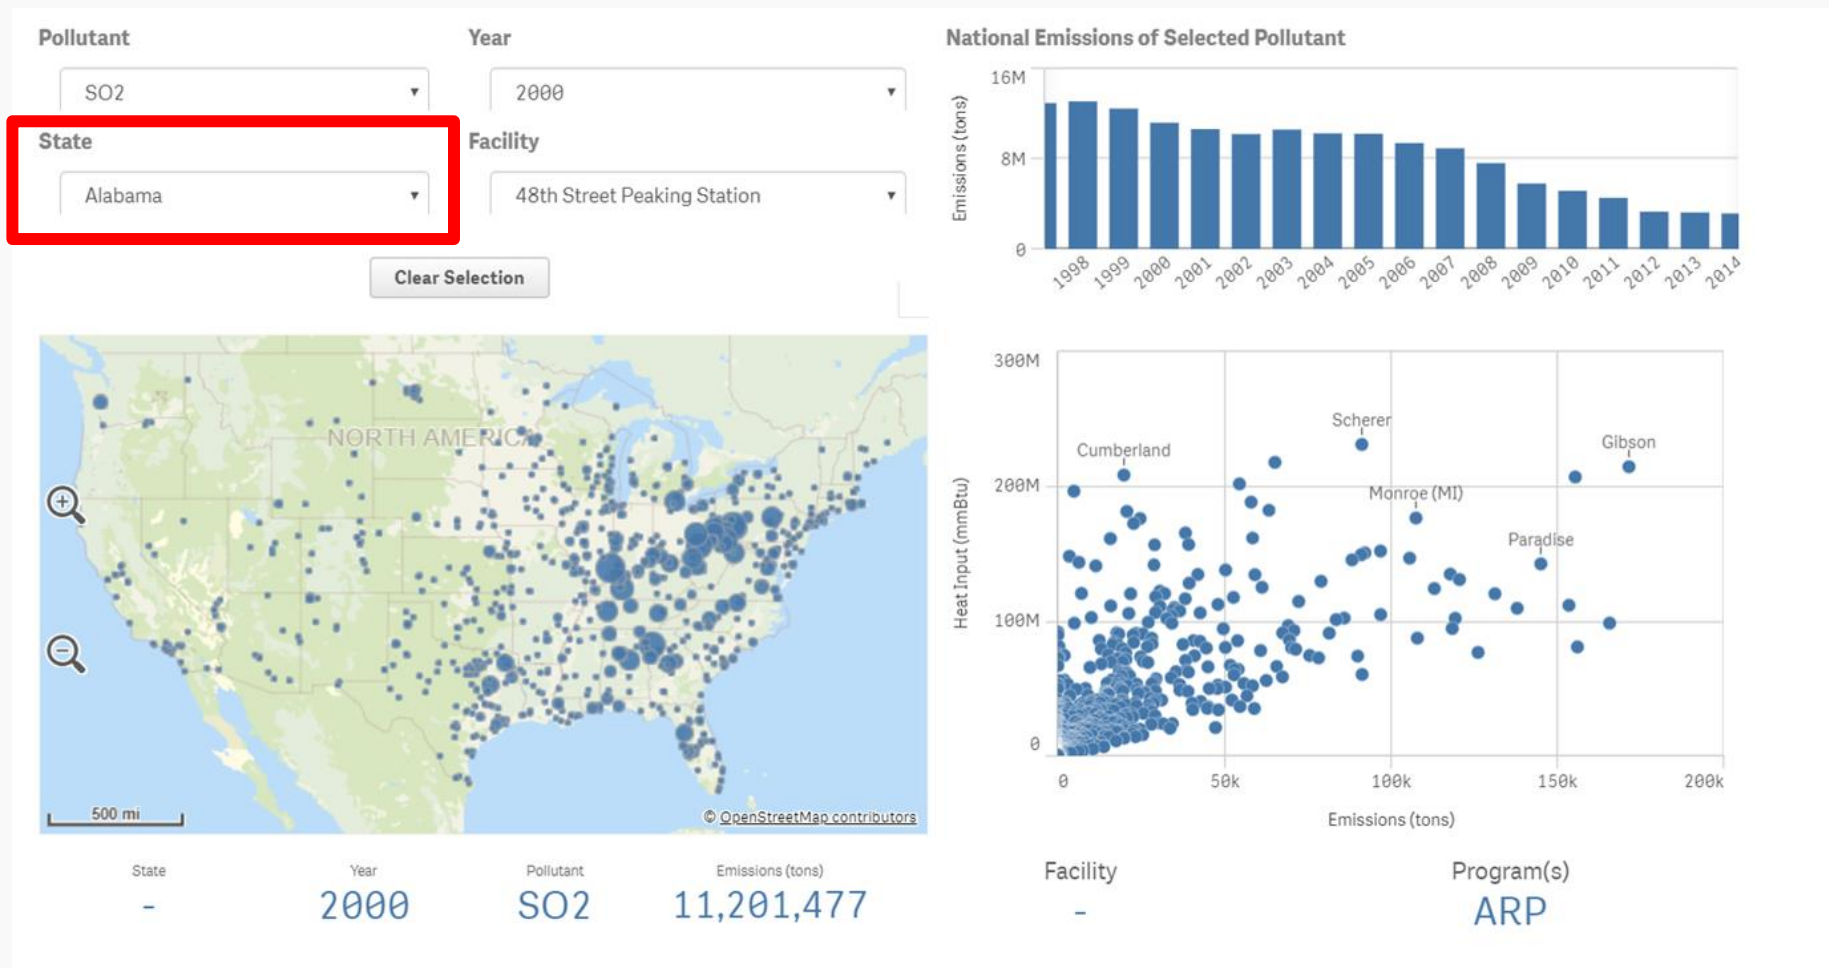 Pollutant
SO2
Year
2000
State
Alabama
Facility
48th Street Peaking Station
Clear Selection
NORTH AMERICA
500 mi
© OpenStreetMap contributors
State
-
Year
2000
Pollutant
SO2
Emissions (tons)
11,201,477
National Emissions of Selected Pollutant
Emissions (tons)
16M
8M
0
1998 1999 2000 2001 2002 2003 2004 2005 2006 2007 2008 2009 2010 2011 2012 2013 2014
Heat Input (mmBtu)
300M
200M
100M
0
Scherer
Cumberland
Gibson
Monroe (MI)
Paradise
0 50k 100k 150k 200k
Emissions (tons)
Facility
-
Program(s)
ARP